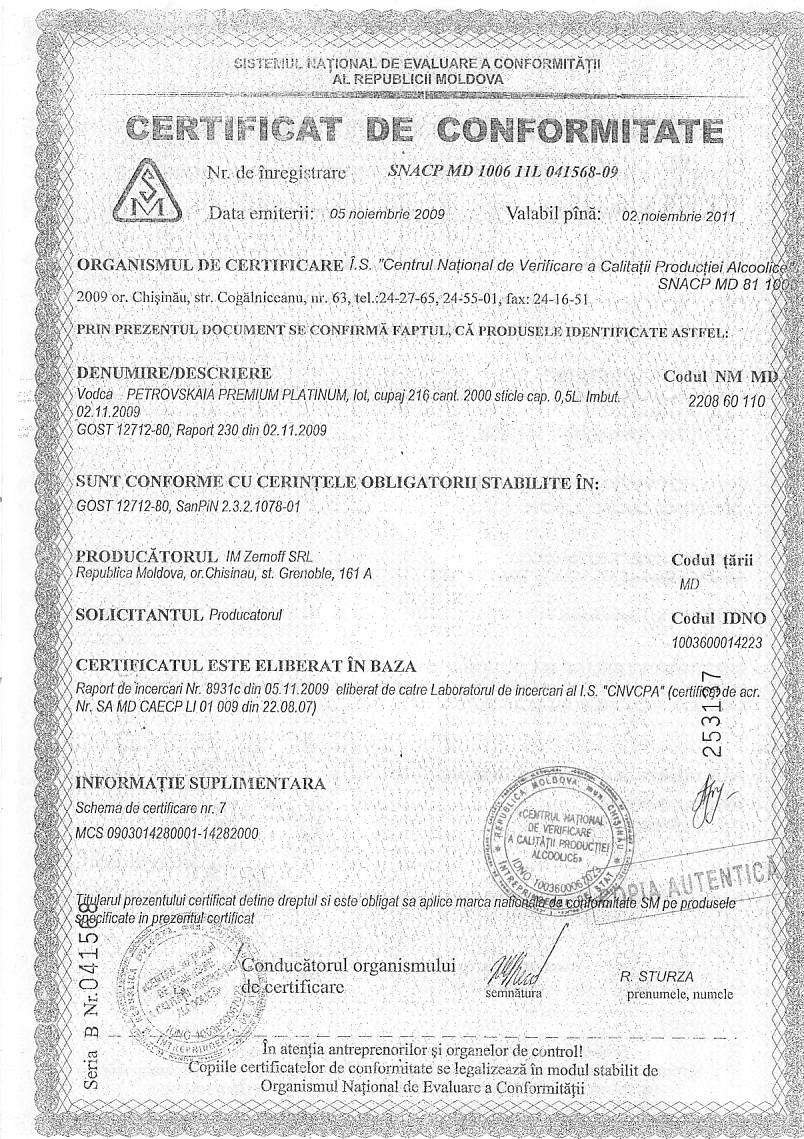 SISTEMUL NAȚIONAL DE EVALUARE A CONFORMITĂȚII
AL REPUBLICII MOLDOVA
CERTIFICAT DE CONFORMITATE
SM
Nr. de înregistrare SNACP MD 1006 11L 041568-09
Data emiterii: 05 noiembrie 2009 Valabil pînă: 02 noiembrie 2011
ORGANISMUL DE CERTIFICARE Î.S. "Centrul Național de Verificare a Calitații Producției Alcoolice"
SNACP MD 81 1006
2009 or. Chișinău, str. Cogălniceanu, nr. 63, tel.:24-27-65, 24-55-01, fax: 24-16-51
PRIN PREZENTUL DOCUMENT SE CONFIRMĂ FAPTUL, CĂ PRODUSELE IDENTIFICATE ASTFEL:
DENUMIRE/DESCRIERE Codul NM MD
Vodca PETROVSKAIA PREMIUM PLATINUM, lot, cupaj 216 cant. 2000 sticle cap. 0,5L. Imbut.
02.11.2009
2208 60 110
GOST 12712-80, Raport 230 din 02.11.2009
SUNT CONFORME CU CERINȚELE OBLIGATORII STABILITE ÎN:
GOST 12712-80, SanPiN 2.3.2.1078-01
PRODUCĂTORUL IM Zernoff SRL Codul țării
Republica Moldova, or.Chisinau, st. Grenoble, 161 A
MD
SOLICITANTUL Producatorul Codul IDNO
1003600014223
CERTIFICATUL ESTE ELIBERAT ÎN BAZA
Raport de incercari Nr. 8931c din 05.11.2009 eliberat de catre Laboratorul de incercari al I.S. "CNVCPA" (certificat de acr.
Nr. SA MD CAECP LI 01 009 din 22.08.07)
253197
INFORMAȚIE SUPLIMENTARA
Schema de certificare nr. 7
MCS 0903014280001-14282000
REPUBLICA MOLDOVA, mun. CHIȘINĂU
ÎNTREPRINDEREA DE STAT
«CENTRUL NAȚIONAL
DE VERIFICARE
A CALITĂȚII PRODUCȚIEI
ALCOOLICE»
COPIA AUTENTICĂ
Titularul prezentului certificat detine dreptul si este obligat sa aplice marca nationala de conformitate SM pe produsele
specificate in prezentul certificat
Seria B Nr. 041568
Conducătorul organismului
de certificare
semnătura
R. STURZA
prenumele, numele
În atenția antreprenorilor și organelor de control!
Copiile certificatelor de conformitate se legalizează în modul stabilit de
Organismul Național de Evaluare a Conformității